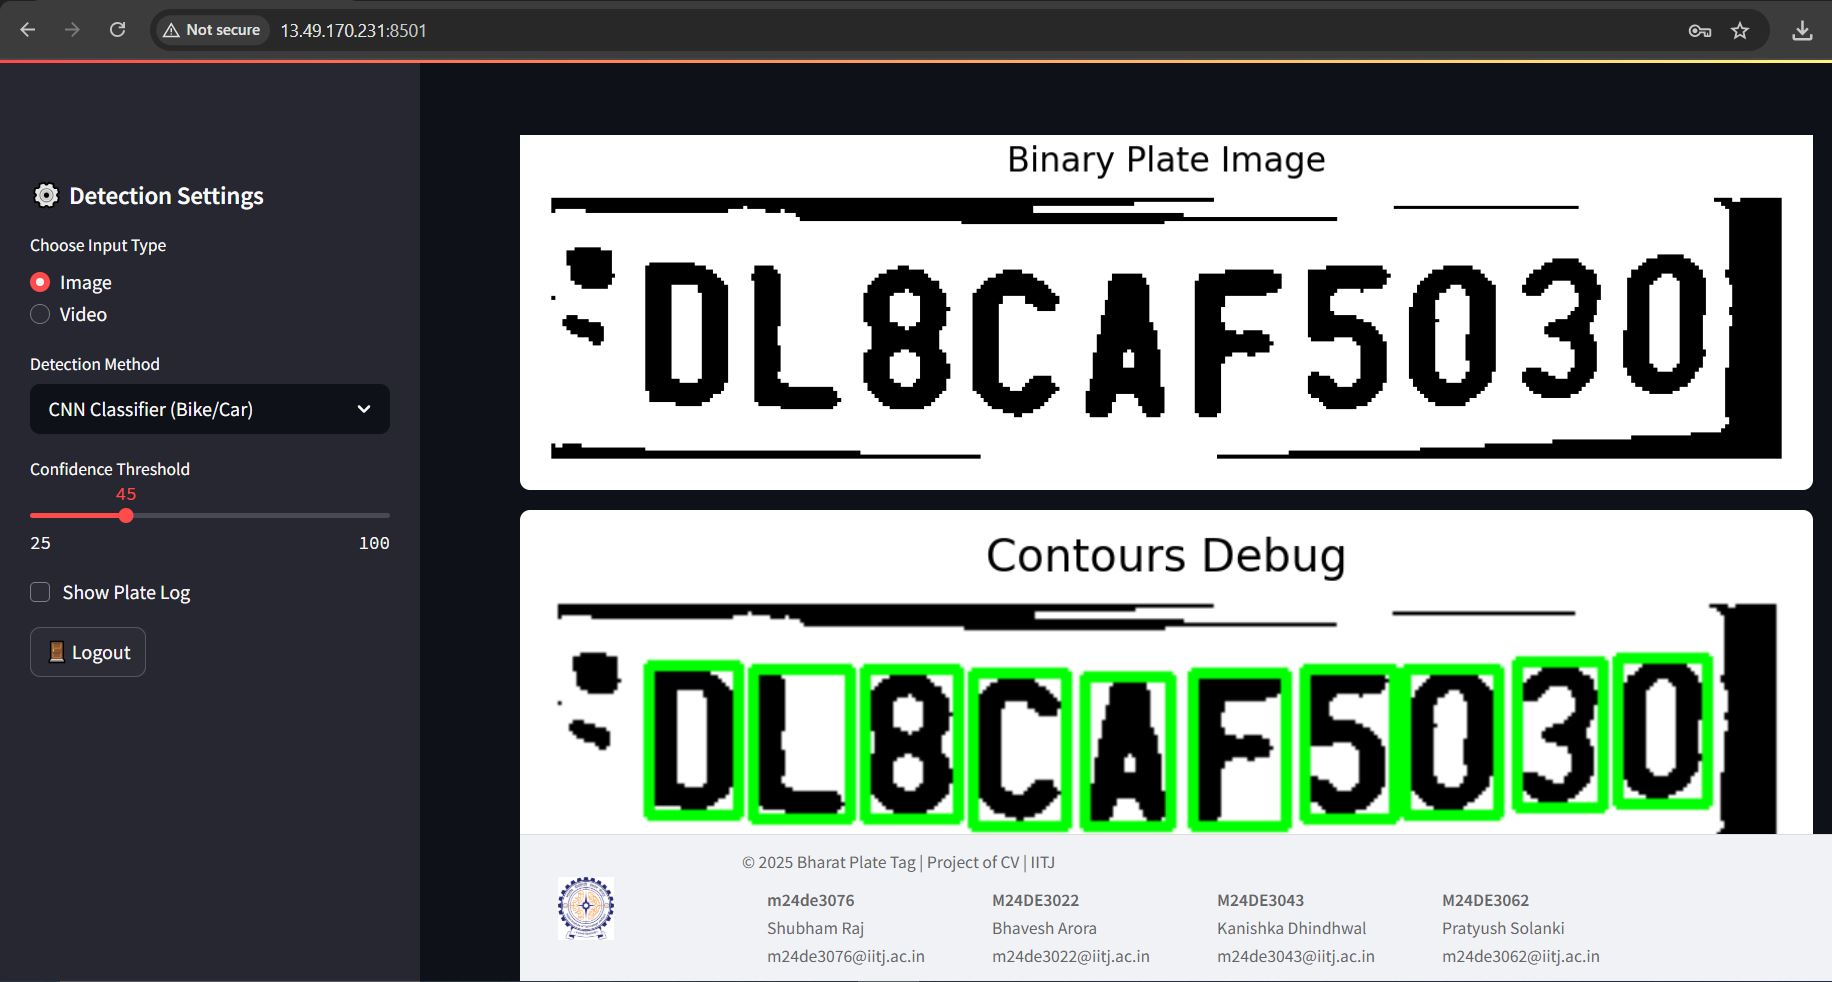 Not secure 13.49.170.231:8501
Detection Settings
Choose Input Type
Image
Video
Detection Method
CNN Classifier (Bike/Car)
Confidence Threshold
45
25 100
Show Plate Log
Logout
Binary Plate Image
DL8CAF5030
Contours Debug
DL8CAF5030
© 2025 Bharat Plate Tag | Project of CV | IITJ
m24de3076 M24DE3022 M24DE3043 M24DE3062
Shubham Raj Bhavesh Arora Kanishka Dhindhwal Pratyush Solanki
m24de3076@iitj.ac.in m24de3022@iitj.ac.in m24de3043@iitj.ac.in m24de3062@iitj.ac.in